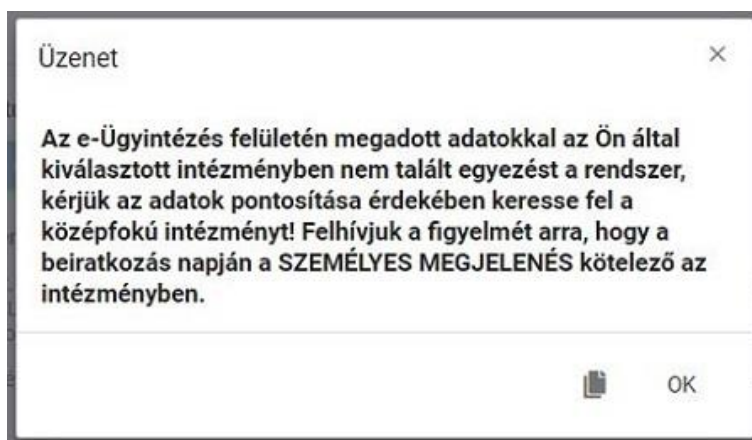 Üzenet
Az e-Ügyintézés felületén megadott adatokkal az Ön által
kiválasztott intézményben nem talált egyezést a rendszer,
kérjük az adatok pontosítása érdekében keresse fel a
középfokú intézményt! Felhívjuk a figyelmét arra, hogy a
beiratkozás napján a SZEMÉLYES MEGJELENÉS kötelező az
intézményben.
OK